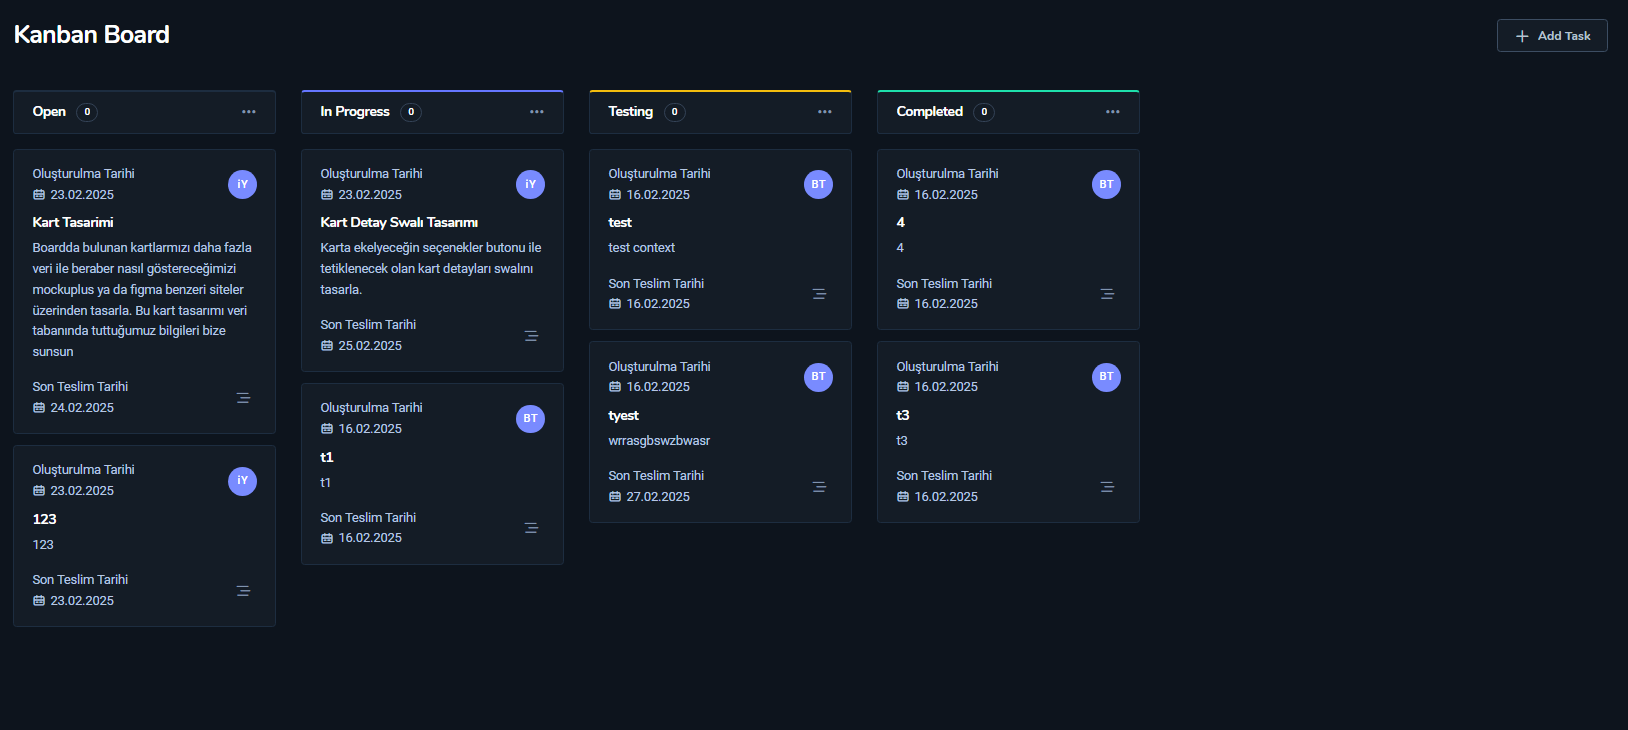 Kanban Board
Add Task
Open 0
Oluşturulma Tarihi
23.02.2025
iY
Kart Tasarimi
Boardda bulunan kartlarmızı daha fazla
veri ile beraber nasıl göstereceğimizi
mockuplus ya da figma benzeri siteler
üzerinden tasarla. Bu kart tasarımı veri
tabanında tuttuğumuz bilgileri bize
sunsun
Son Teslim Tarihi
24.02.2025
Oluşturulma Tarihi
23.02.2025
iY
123
123
Son Teslim Tarihi
23.02.2025
In Progress 0
Oluşturulma Tarihi
23.02.2025
iY
Kart Detay Swalı Tasarımı
Karta ekelyeceğin seçenekler butonu ile
tetiklenecek olan kart detayları swalını
tasarla.
Son Teslim Tarihi
25.02.2025
Oluşturulma Tarihi
16.02.2025
BT
t1
t1
Son Teslim Tarihi
16.02.2025
Testing 0
Oluşturulma Tarihi
16.02.2025
BT
test
test context
Son Teslim Tarihi
16.02.2025
Oluşturulma Tarihi
16.02.2025
BT
tyest
wrrasgbswzbwasr
Son Teslim Tarihi
27.02.2025
Completed 0
Oluşturulma Tarihi
16.02.2025
BT
4
4
Son Teslim Tarihi
16.02.2025
Oluşturulma Tarihi
16.02.2025
BT
t3
t3
Son Teslim Tarihi
16.02.2025